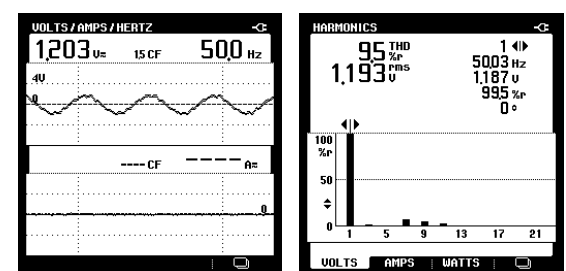 VOLTS/AMPS/HERTZ
1,203 V≂ 1,5 CF 50,0 Hz
4V
0
---- CF — — — — A≂
0
HARMONICS
9,5 THD %r 1
1,193 rms V 50,03 Hz
1,187 V
99,5 %r
0 °
100
%r
50
0
1 5 9 13 17 21
VOLTS AMPS WATTS